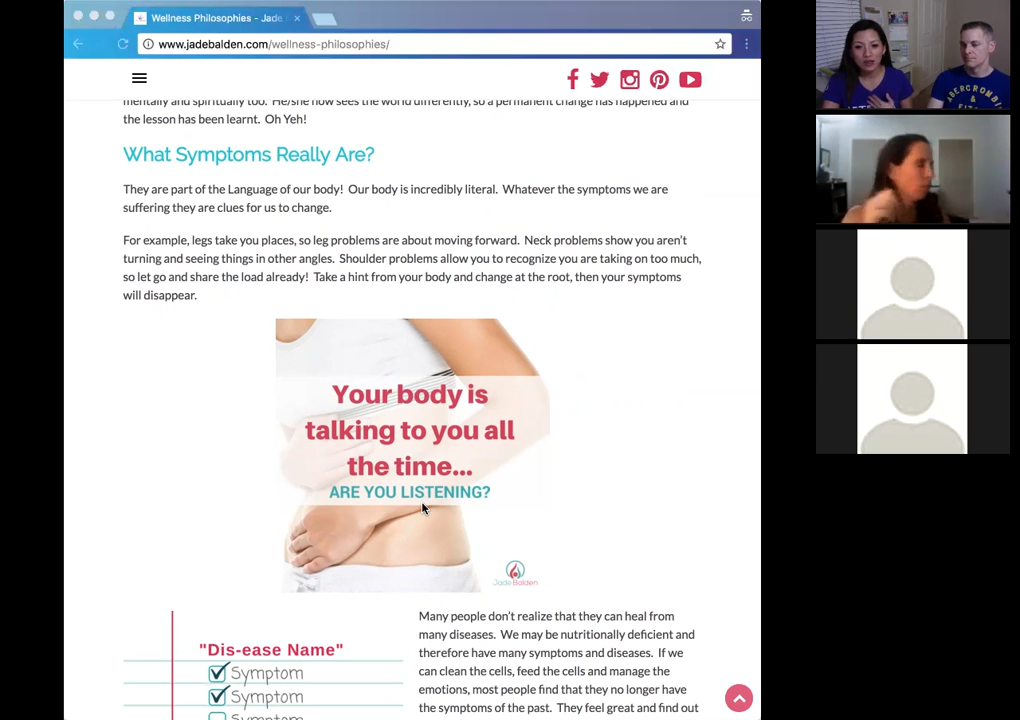 Wellness Philosophies - Jade
www.jadebalden.com/wellness-philosophies/
mentally and spiritually too. He/she now sees the world differently, so a permanent change has happened and
the lesson has been learnt. Oh Yeh!
What Symptoms Really Are?
They are part of the Language of our body! Our body is incredibly literal. Whatever the symptoms we are
suffering they are clues for us to change.
For example, legs take you places, so leg problems are about moving forward. Neck problems show you aren't
turning and seeing things in other angles. Shoulder problems allow you to recognize you are taking on too much,
so let go and share the load already! Take a hint from your body and change at the root, then your symptoms
will disappear.
Your body is
talking to you all
the time...
ARE YOU LISTENING?
Jade Balden
"Dis-ease Name"
Symptom
Symptom
Symptom
Many people don't realize that they can heal from
many diseases. We may be nutritionally deficient and
therefore have many symptoms and diseases. If we
can clean the cells, feed the cells and manage the
emotions, most people find that they no longer have
the symptoms of the past. They feel great and find out
ABERCROMBIE